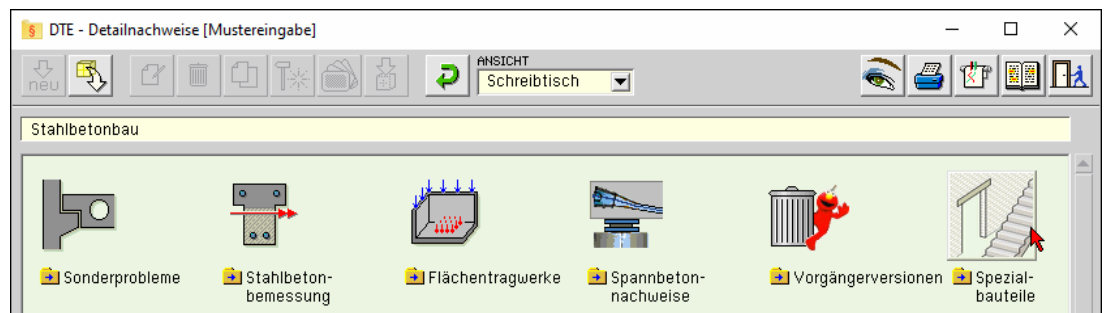 DTE - Detailnachweise [Mustereingabe]
neu
ANSICHT
Schreibtisch
Stahlbetonbau
Sonderprobleme
Stahlbeton-
bemessung
Flächentragwerke
Spannbeton-
nachweise
Vorgängerversionen
Spezial-
bauteile